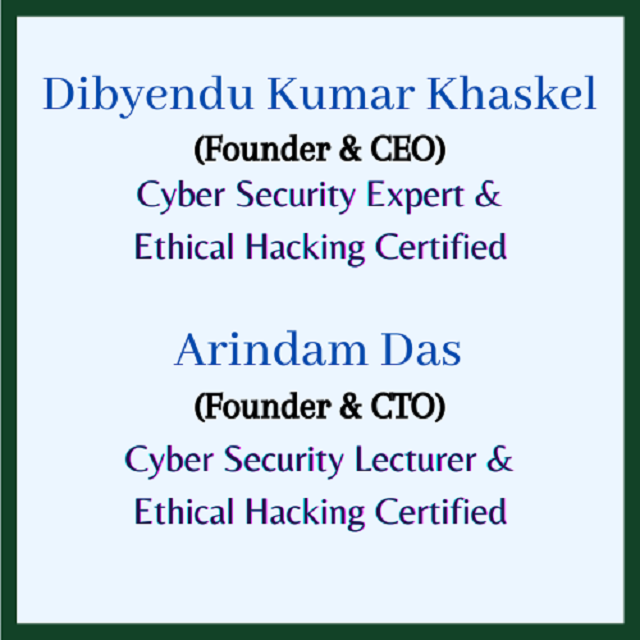 Dibyendu Kumar Khaskel
(Founder & CEO)
Cyber Security Expert &
Ethical Hacking Certified
Arindam Das
(Founder & CTO)
Cyber Security Lecturer &
Ethical Hacking Certified